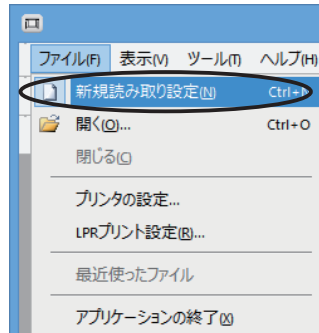 ファイル(F) 表示(V) ツール(T) ヘルプ(H)
新規読み取り設定(N) Ctrl+N
開く(O)... Ctrl+O
閉じる(C)
プリンタの設定...
LPRプリント設定(R)...
最近使ったファイル
アプリケーションの終了(X)